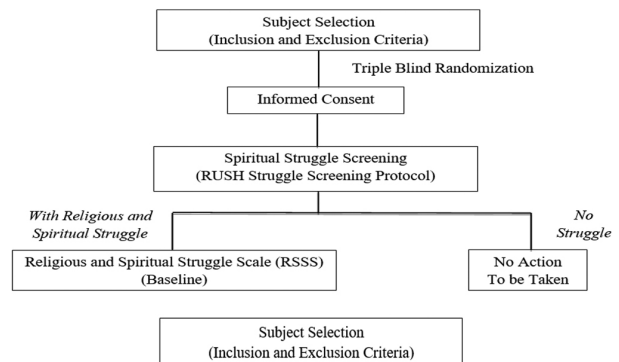 Subject Selection
(Inclusion and Exclusion Criteria)
Triple Blind Randomization
Informed Consent
Spiritual Struggle Screening
(RUSH Struggle Screening Protocol)
With Religious and
Spiritual Struggle
No
Struggle
Religious and Spiritual Struggle Scale (RSSS)
(Baseline)
No Action
To be Taken
Subject Selection
(Inclusion and Exclusion Criteria)